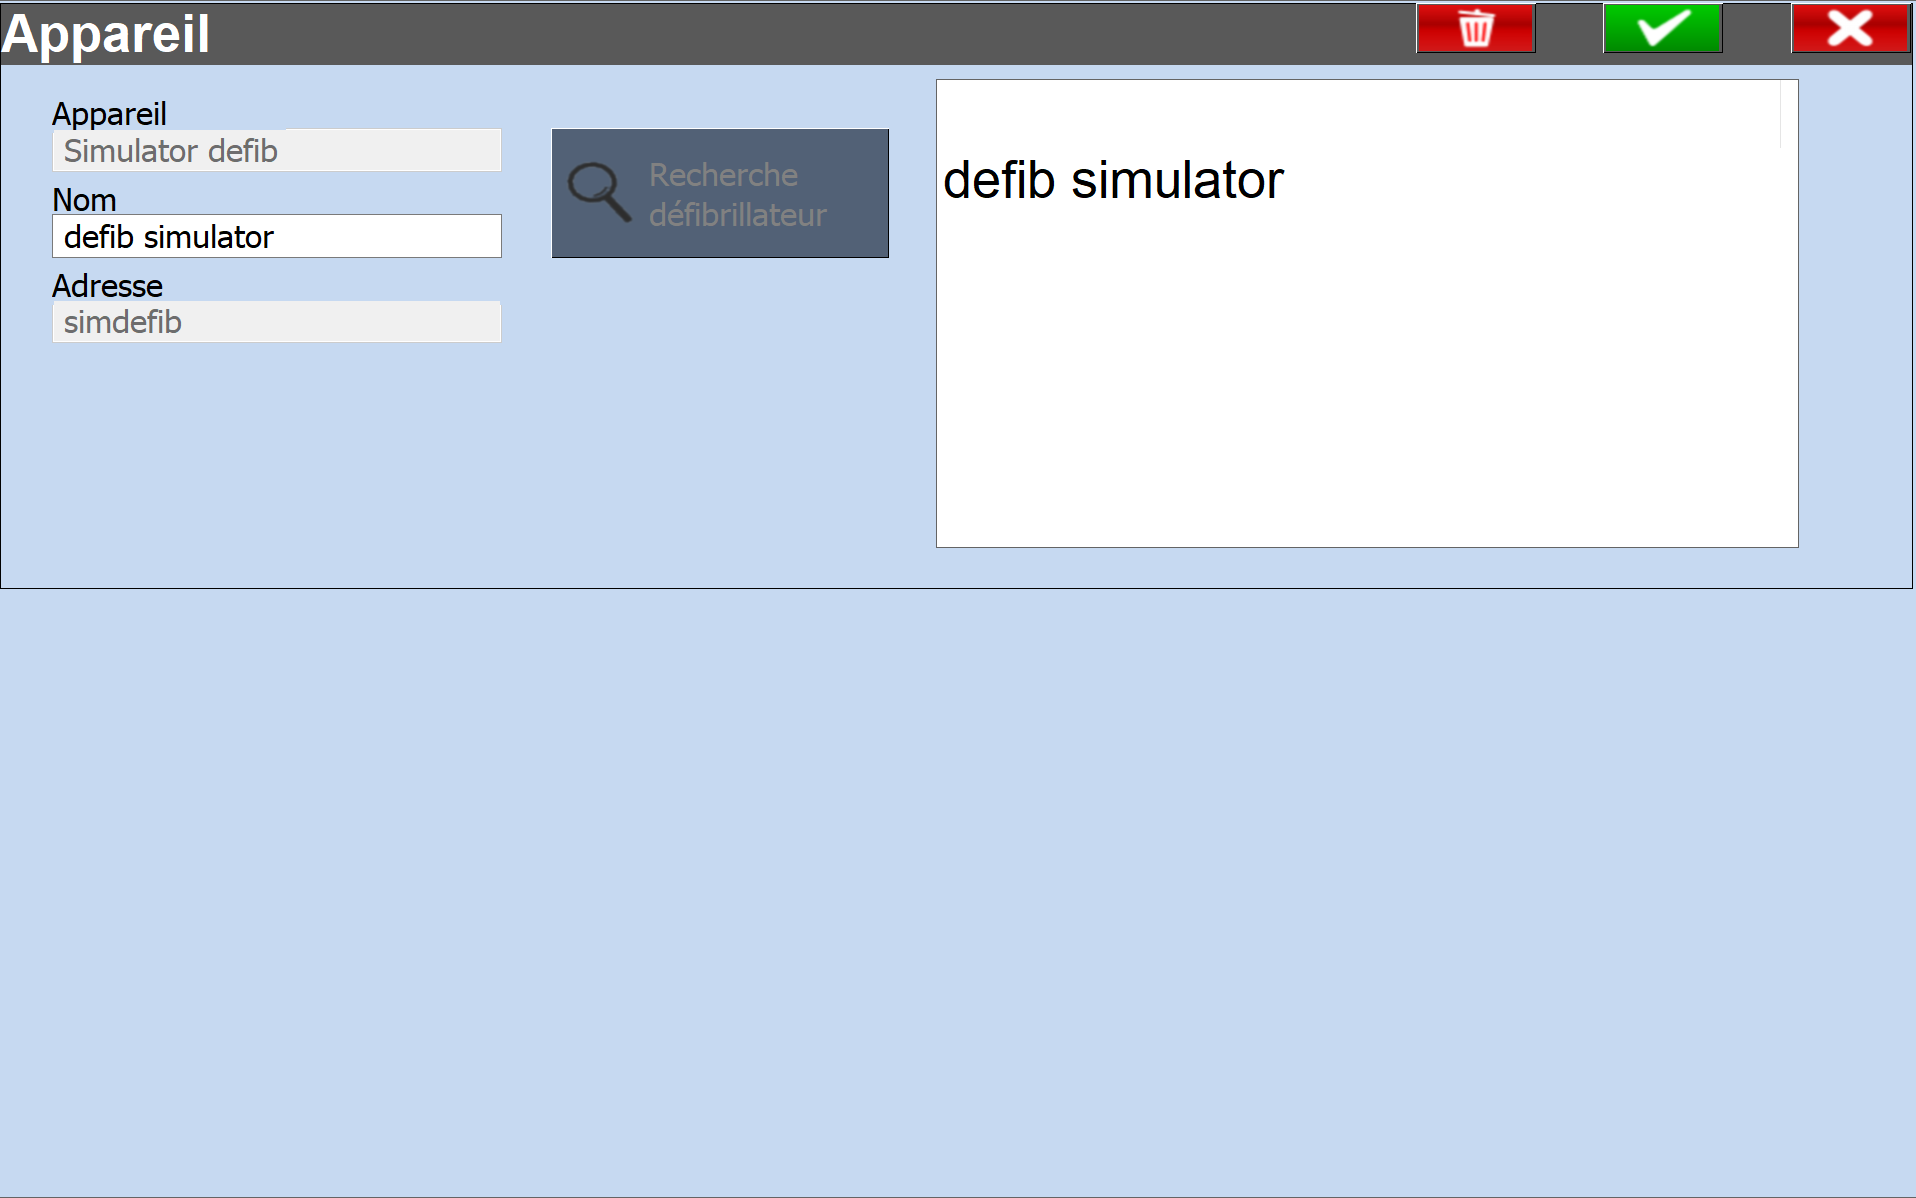 Appareil
Appareil
Simulator defib
Nom
defib simulator
Adresse
simdefib
Recherche
défibrillateur
defib simulator